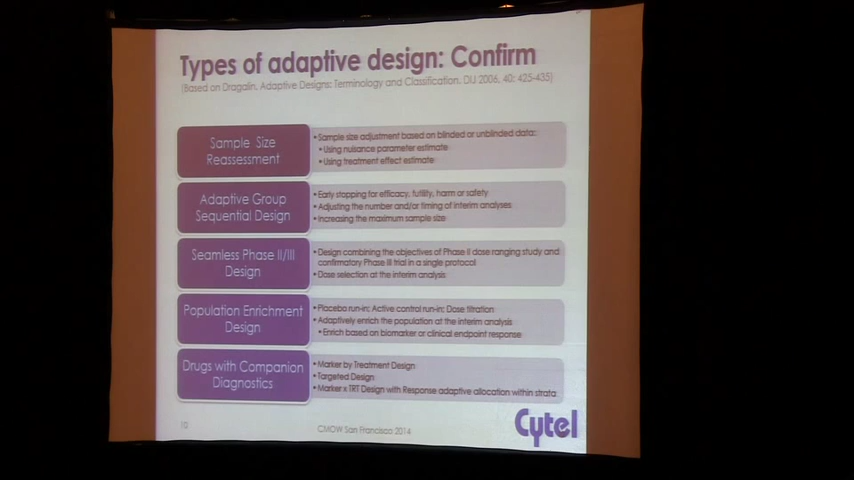 Types of adaptive design: Confirm
(Based on Dragalin. Adaptive Designs: Terminology and Classification. DIJ 2006, 40: 425-435)
Sample Size
Reassessment
• Sample size adjustment based on blinded or unblinded data:
• Using nuisance parameter estimate
• Using treatment effect estimate
Adaptive Group
Sequential Design
• Early stopping for efficacy, futility, harm or safety
• Adjusting the number and/or timing of interim analyses
• Increasing the maximum sample size
Seamless Phase II/III
Design
• Design combining the objectives of Phase II dose ranging study and
confirmatory Phase III trial in a single protocol
• Dose selection at the interim analysis
Population Enrichment
Design
• Placebo run-in; Active control run-in; Dose titration
• Adaptively enrich the population at the interim analysis
• Enrich based on biomarker or clinical endpoint response
Drugs with Companion
Diagnostics
• Marker by Treatment Design
• Targeted Design
• Marker x TRT Design with Response adaptive allocation within strata
10
CMOW San Francisco 2014
Cytel